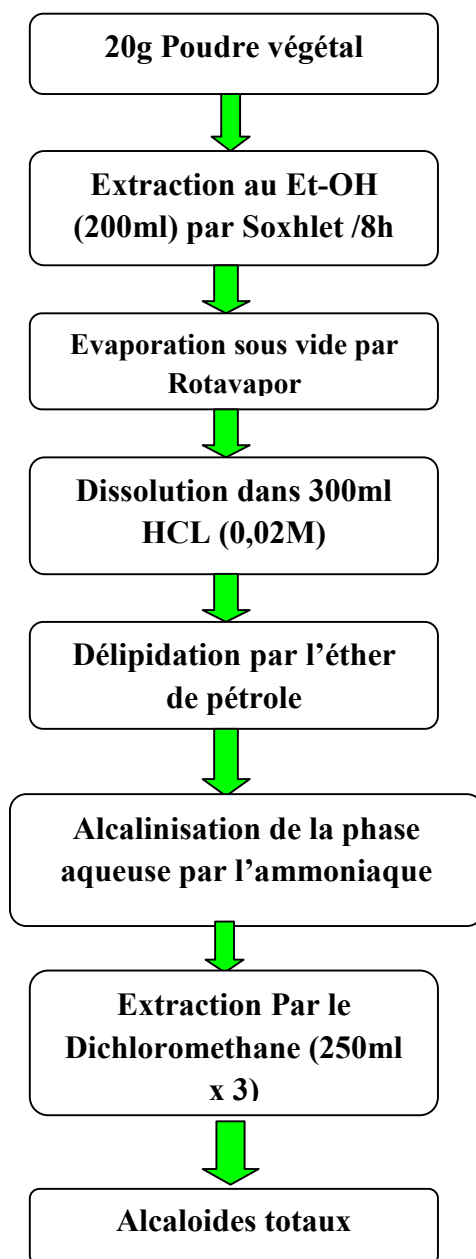 20g Poudre végétal
Extraction au Et-OH
(200ml) par Soxhlet /8h
Evaporation sous vide par
Rotavapor
Dissolution dans 300ml
HCL (0,02M)
Délipidation par l’éther
de pétrole
Alcalinisation de la phase
aqueuse par l’ammoniaque
Extraction Par le
Dichloromethane (250ml
x 3)
Alcaloides totaux